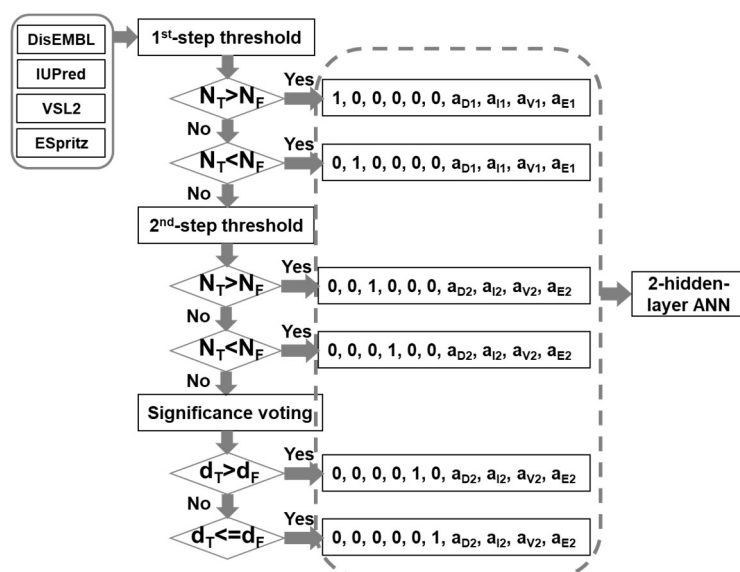 DisEMBL
IUPred
VSL2
ESpritz
1st-step threshold
NT>NF
Yes
1, 0, 0, 0, 0, 0, aD1, aI1, aV1, aE1
No
NT<NF
Yes
0, 1, 0, 0, 0, 0, aD1, aI1, aV1, aE1
No
2nd-step threshold
NT>NF
Yes
0, 0, 1, 0, 0, 0, aD2, aI2, aV2, aE2
No
NT<NF
Yes
0, 0, 0, 1, 0, 0, aD2, aI2, aV2, aE2
No
Significance voting
dT>dF
Yes
0, 0, 0, 0, 1, 0, aD2, aI2, aV2, aE2
No
dT<=dF
Yes
0, 0, 0, 0, 0, 1, aD2, aI2, aV2, aE2
2-hidden-
layer ANN